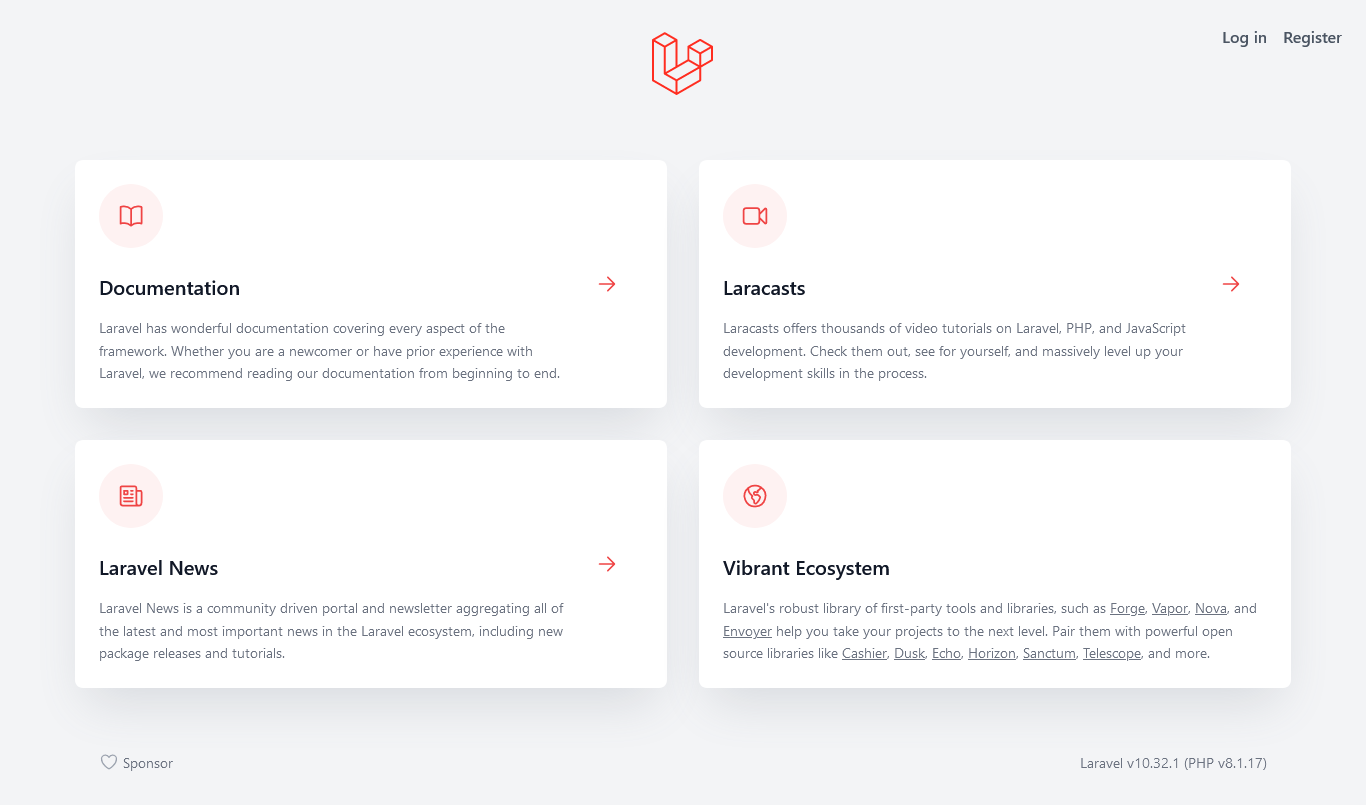 Log in Register
Documentation
Laravel has wonderful documentation covering every aspect of the
framework. Whether you are a newcomer or have prior experience with
Laravel, we recommend reading our documentation from beginning to end.
Laracasts
Laracasts offers thousands of video tutorials on Laravel, PHP, and JavaScript
development. Check them out, see for yourself, and massively level up your
development skills in the process.
Laravel News
Laravel News is a community driven portal and newsletter aggregating all of
the latest and most important news in the Laravel ecosystem, including new
package releases and tutorials.
Vibrant Ecosystem
Laravel's robust library of first-party tools and libraries, such as Forge, Vapor, Nova, and
Envoyer help you take your projects to the next level. Pair them with powerful open
source libraries like Cashier, Dusk, Echo, Horizon, Sanctum, Telescope, and more.
Sponsor
Laravel v10.32.1 (PHP v8.1.17)